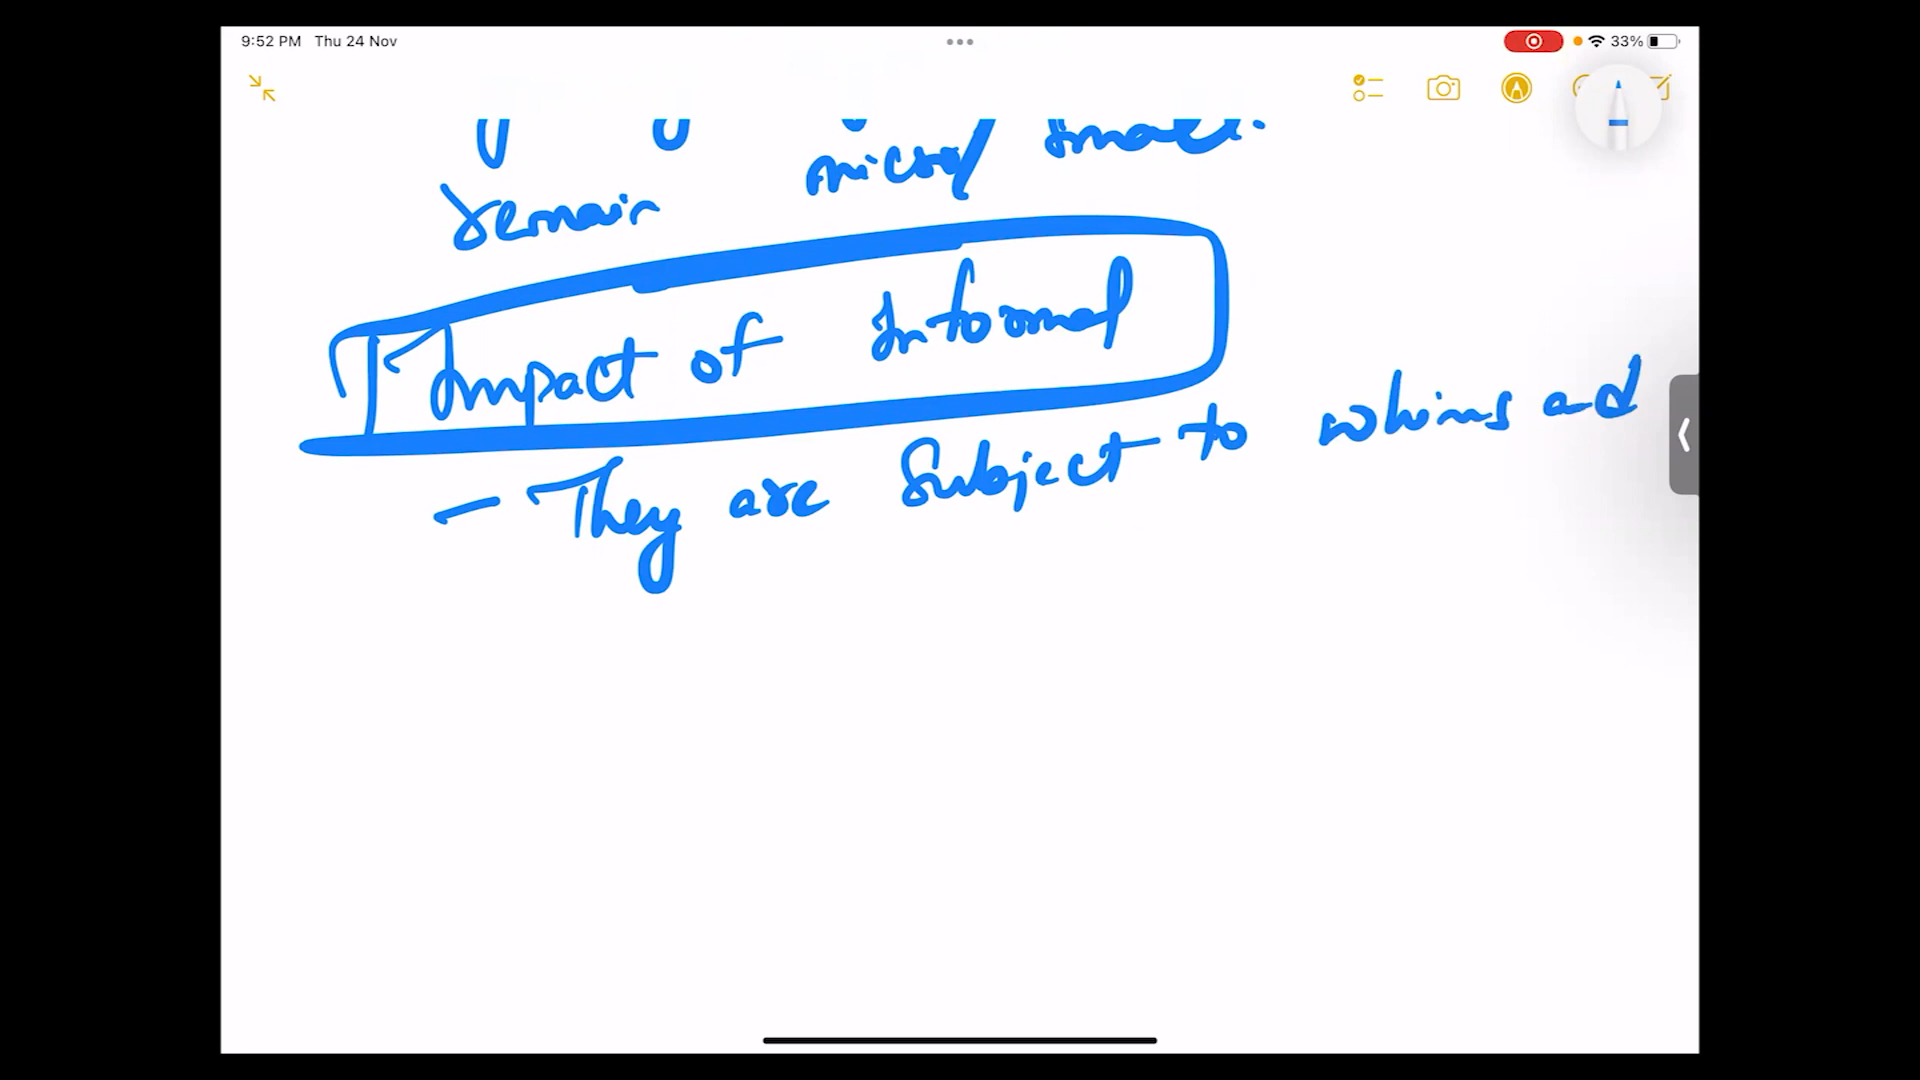 9:52 PM Thu 24 Nov
33%
remain micro/ small.
Impact of Informal
- They are subject to whims and